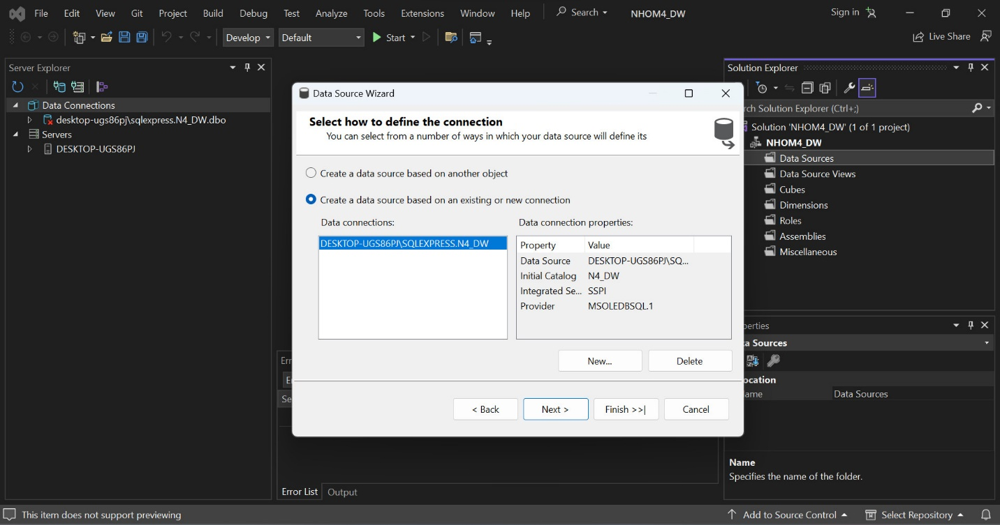 File Edit View Git Project Build Debug Test Analyze Tools Extensions Window Help Search NHOM4_DW Sign in
Develop Default Start Live Share
Server Explorer
Data Connections
desktop-ugs86pj\sqlexpress.N4_DW.dbo
Servers
DESKTOP-UGS86PJ
Data Source Wizard
Select how to define the connection
You can select from a number of ways in which your data source will define its
Create a data source based on another object
Create a data source based on an existing or new connection
Data connections:
DESKTOP-UGS86PJ\SQLEXPRESS.N4_DW
Data connection properties:
Property Value
Data Source DESKTOP-UGS86PJ\SQ...
Initial Catalog N4_DW
Integrated Se... SSPI
Provider MSOLEDBSQL.1
New... Delete
< Back Next > Finish >>| Cancel
Error List Output
Solution Explorer
rch Solution Explorer (Ctrl+;)
Solution 'NHOM4_DW' (1 of 1 project)
NHOM4_DW
Data Sources
Data Source Views
Cubes
Dimensions
Roles
Assemblies
Miscellaneous
perties
a Sources
ocation
ame Data Sources
Name
Specifies the name of the folder.
This item does not support previewing Add to Source Control Select Repository